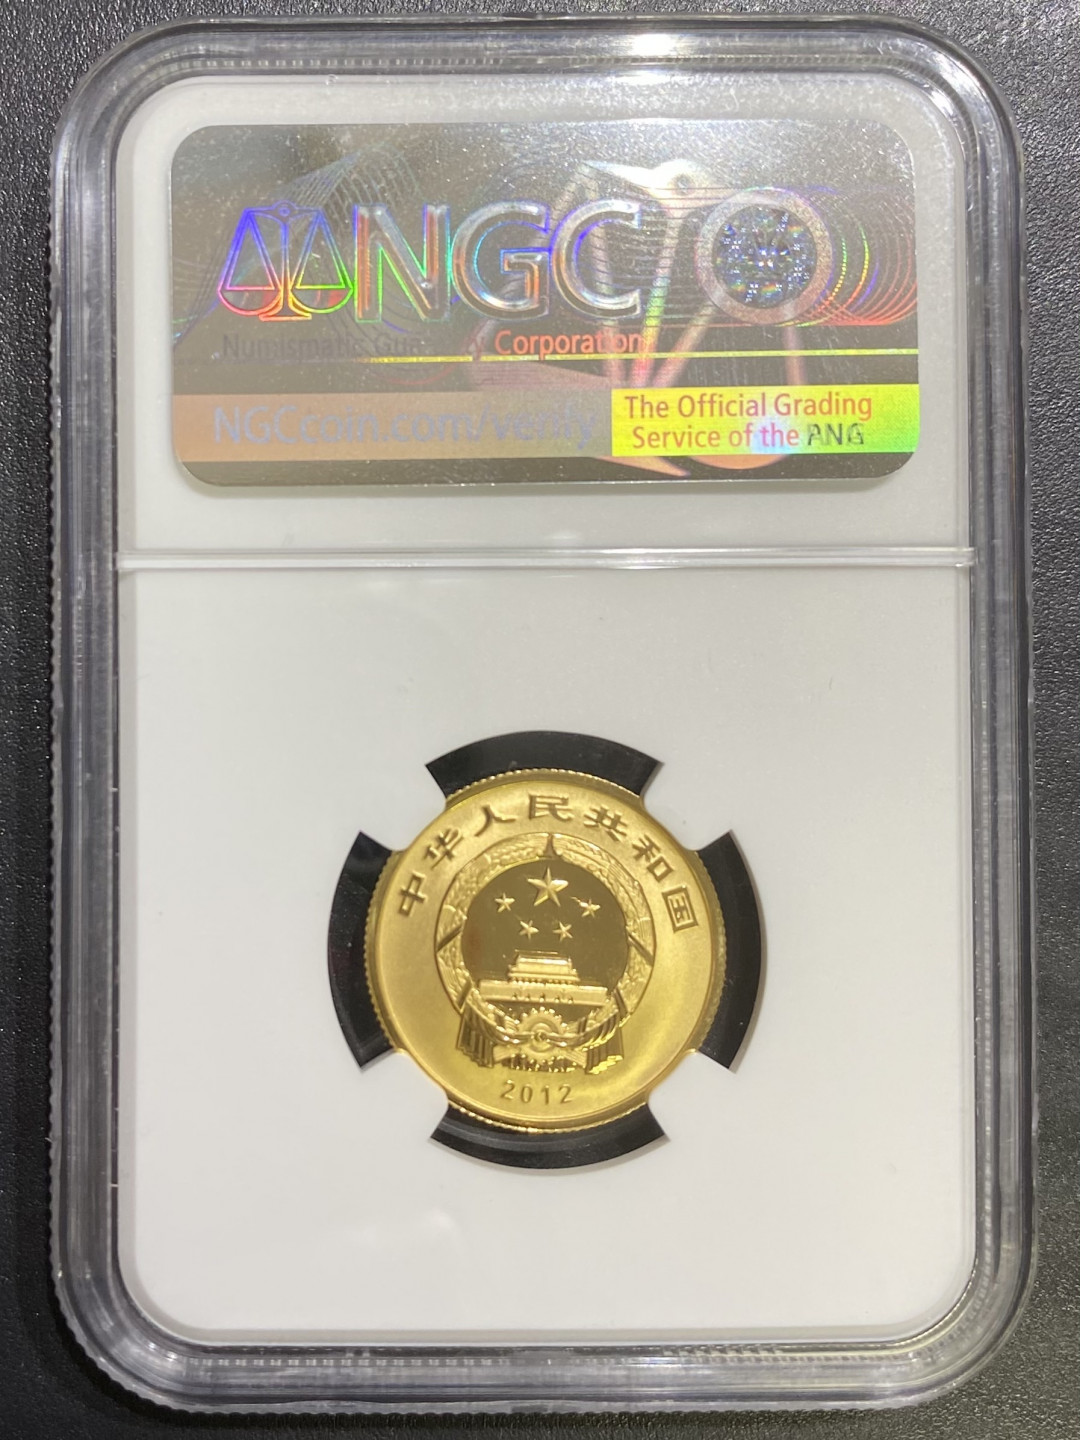 NGC
Numismatic Guaranty Corporation
NGCcoin.com/verify
The Official Grading
Service of the PNG
中华人民共和国
2012